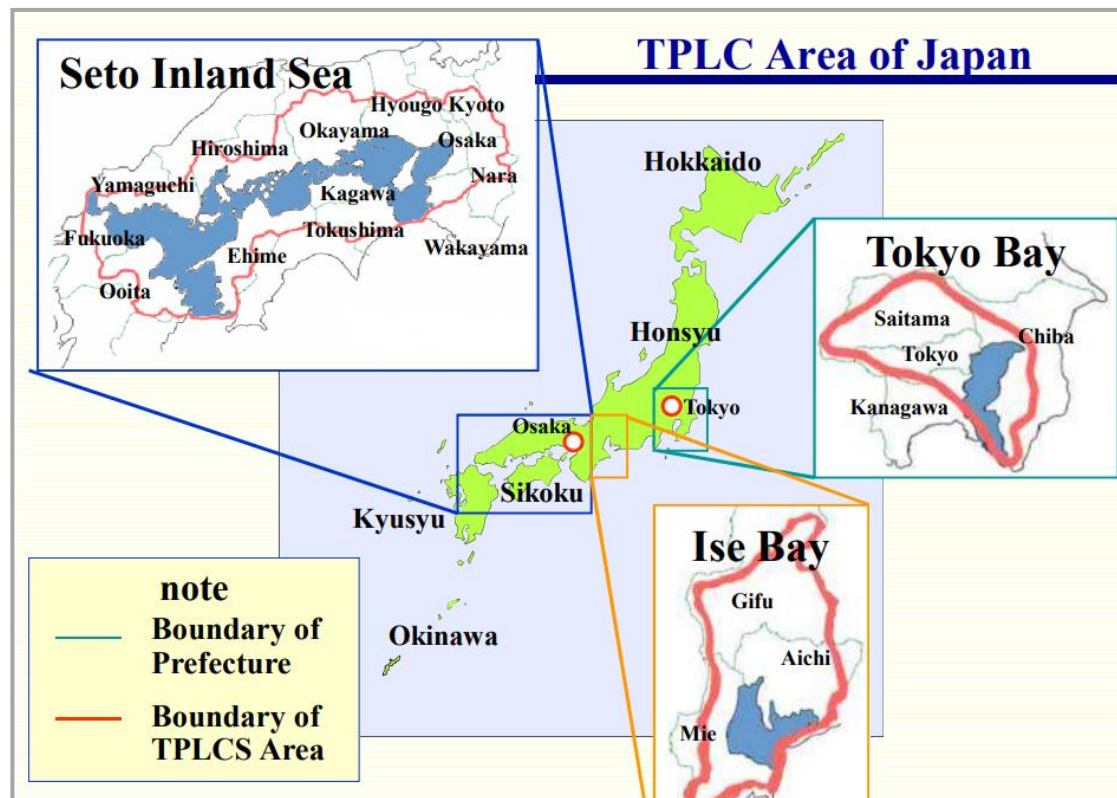 TPLC Area of Japan
Seto Inland Sea
Hyougo Kyoto
Okayama
Osaka
Hiroshima
Nara
Yamaguchi
Kagawa
Tokushima
Fukuoka
Wakayama
Ehime
Ooita
Hokkaido
Honsyu
Tokyo
Osaka
Sikoku
Kyusyu
Okinawa
Tokyo Bay
Saitama
Chiba
Tokyo
Kanagawa
Ise Bay
Gifu
Aichi
Mie
note
Boundary of
Prefecture
Boundary of
TPLCS Area